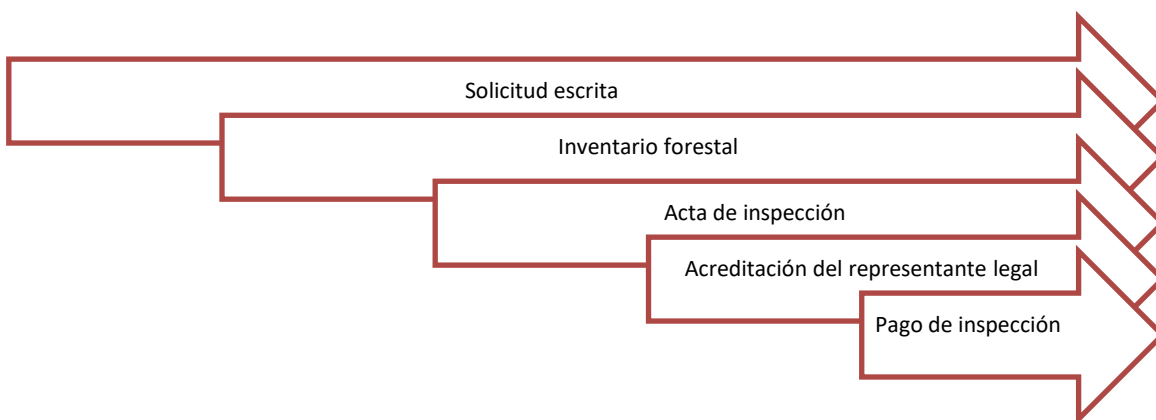 Solicitud escrita
Inventario forestal
Acta de inspección
Acreditación del representante legal
Pago de inspección